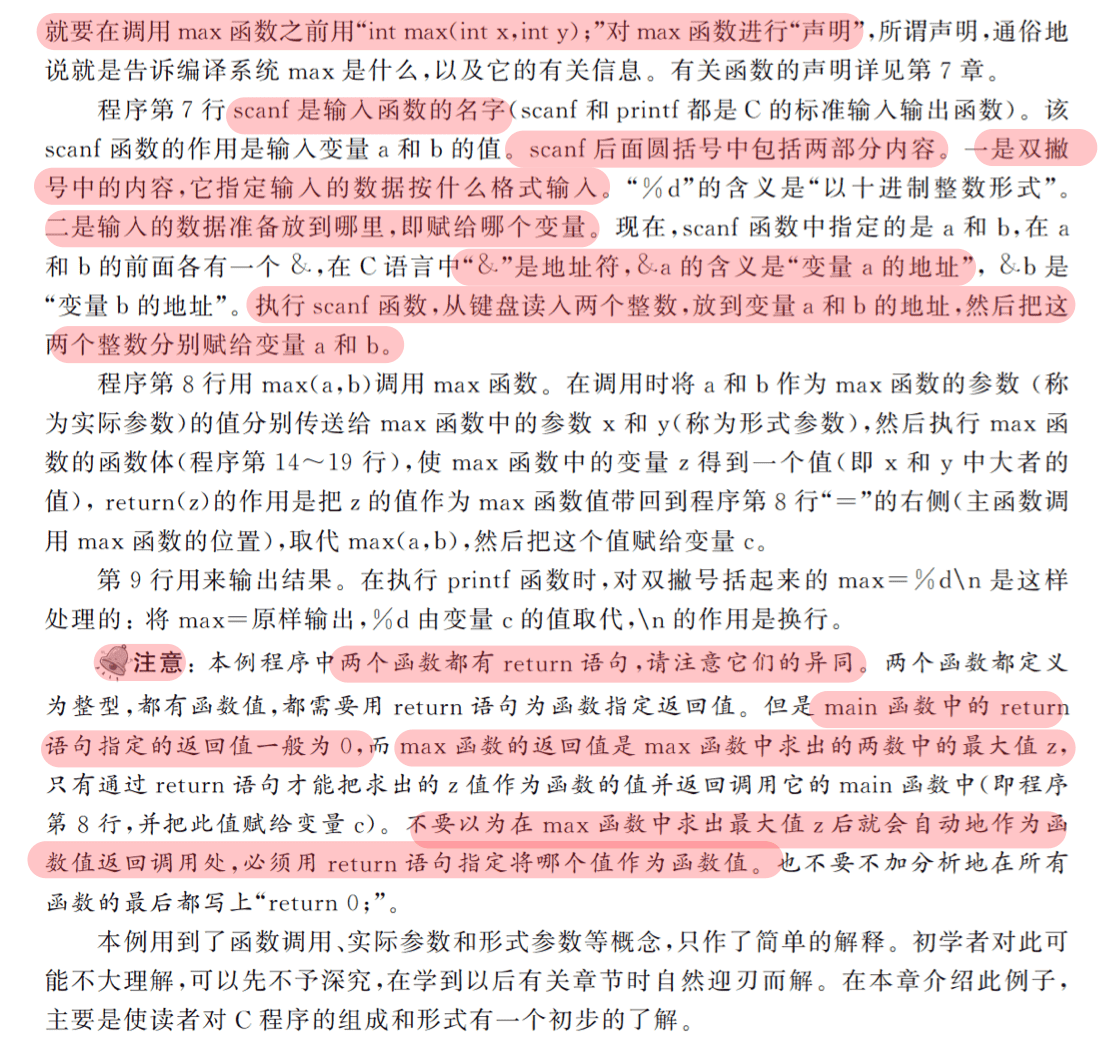 就要在调用 max 函数之前用“int max(int x,int y);”对 max 函数进行“声明”,所谓声明,通俗地
说就是告诉编译系统 max 是什么,以及它的有关信息。有关函数的声明详见第 7 章。
程序第 7 行 scanf 是输入函数的名字(scanf 和 printf 都是 C 的标准输入输出函数)。该
scanf 函数的作用是输入变量 a 和 b 的值。scanf 后面圆括号中包括两部分内容。一是双撇
号中的内容,它指定输入的数据按什么格式输入。“%d”的含义是“以十进制整数形式”。
二是输入的数据准备放到哪里,即赋给哪个变量。现在,scanf 函数中指定的是 a 和 b,在 a
和 b 的前面各有一个 &,在 C 语言中“&”是地址符,&a 的含义是“变量 a 的地址”, &b 是
“变量 b 的地址”。执行 scanf 函数,从键盘读入两个整数,放到变量 a 和 b 的地址,然后把这
两个整数分别赋给变量 a 和 b。
程序第 8 行用 max(a,b)调用 max 函数。在调用时将 a 和 b 作为 max 函数的参数 (称
为实际参数)的值分别传送给 max 函数中的参数 x 和 y(称为形式参数),然后执行 max 函
数的函数体(程序第 14～19 行),使 max 函数中的变量 z 得到一个值(即 x 和 y 中大者的
值), return(z)的作用是把 z 的值作为 max 函数值带回到程序第 8 行“=”的右侧(主函数调
用 max 函数的位置),取代 max(a,b),然后把这个值赋给变量 c。
第 9 行用来输出结果。在执行 printf 函数时,对双撇号括起来的 max=%d\n 是这样
处理的: 将 max=原样输出,%d 由变量 c 的值取代,\n 的作用是换行。
注意: 本例程序中两个函数都有 return 语句,请注意它们的异同。两个函数都定义
为整型,都有函数值,都需要用 return 语句为函数指定返回值。但是 main 函数中的 return
语句指定的返回值一般为 0,而 max 函数的返回值是 max 函数中求出的两数中的最大值 z,
只有通过 return 语句才能把求出的 z 值作为函数的值并返回调用它的 main 函数中(即程序
第 8 行,并把此值赋给变量 c)。不要以为在 max 函数中求出最大值 z 后就会自动地作为函
数值返回调用处,必须用 return 语句指定将哪个值作为函数值。也不要不加分析地在所有
函数的最后都写上“return 0;”。
本例用到了函数调用、实际参数和形式参数等概念,只作了简单的解释。初学者对此可
能不大理解,可以先不予深究,在学到以后有关章节时自然迎刃而解。在本章介绍此例子,
主要是使读者对 C 程序的组成和形式有一个初步的了解。